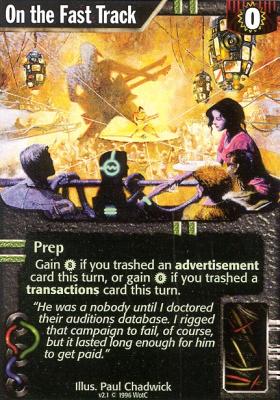 On the Fast Track
0
Prep
Gain if you trashed an advertisement
card this turn, or gain if you trashed a
transactions card this turn.
"He was a nobody until I doctored
their auditions database. I rigged
that campaign to fail, of course,
but it lasted long enough for him
to get paid."
Illus. Paul Chadwick
v2.1 © 1996 WotC